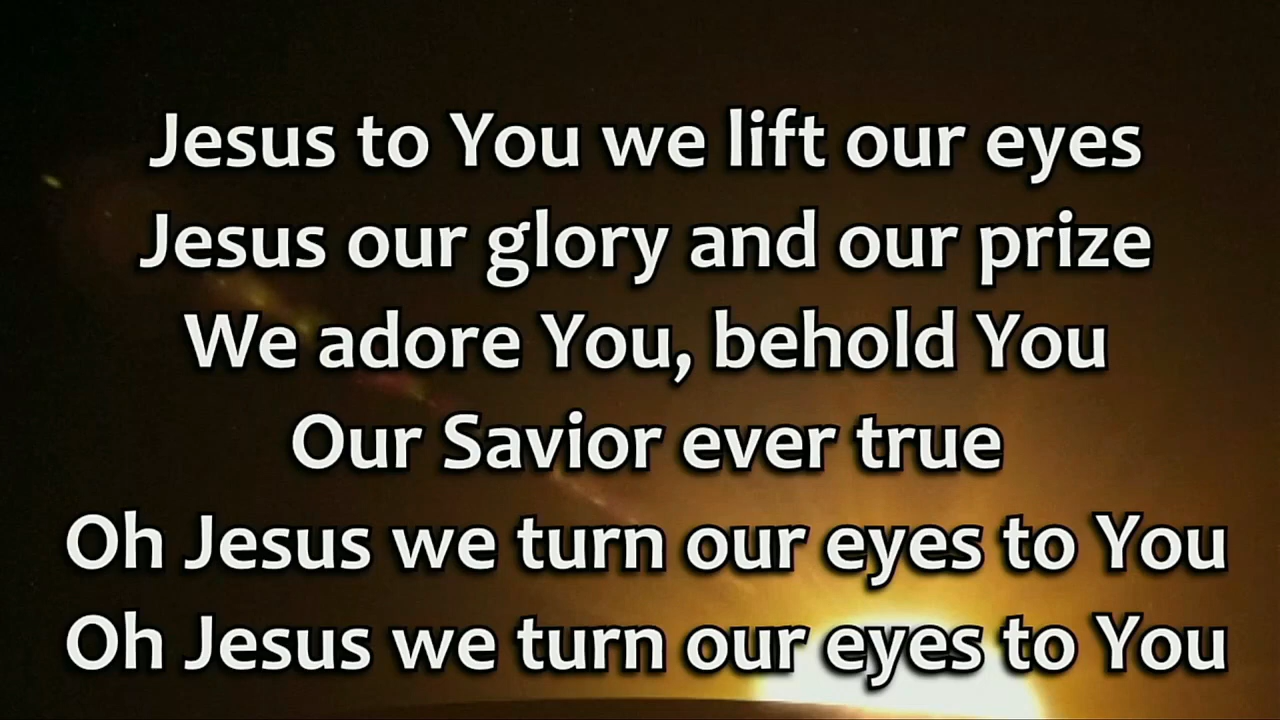 Jesus to You we lift our eyes
Jesus our glory and our prize
We adore You, behold You
Our Savior ever true
Oh Jesus we turn our eyes to You
Oh Jesus we turn our eyes to You